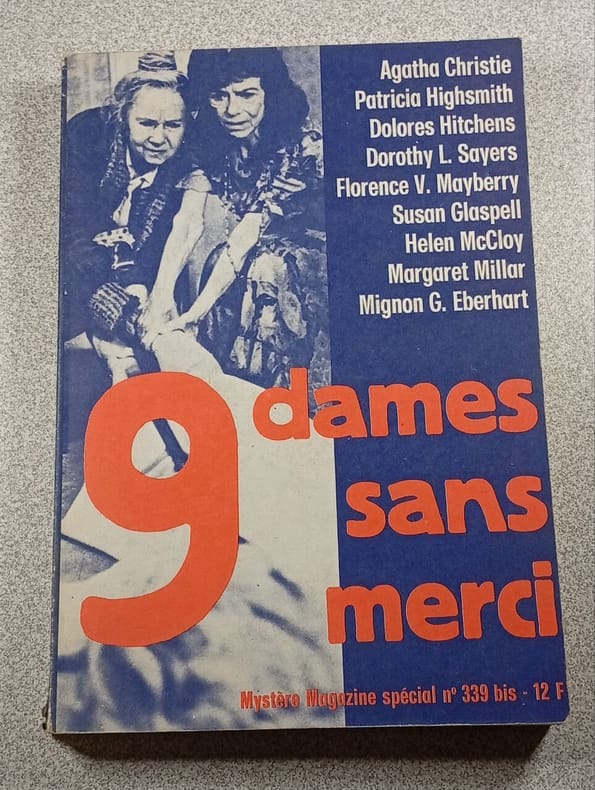 Agatha Christie
Patricia Highsmith
Dolores Hitchens
Dorothy L. Sayers
Florence V. Mayberry
Susan Glaspell
Helen McCloy
Margaret Millar
Mignon G. Eberhart
9 dames
sans
merci
Mystère Magazine spécial nº 339 bis - 12 F